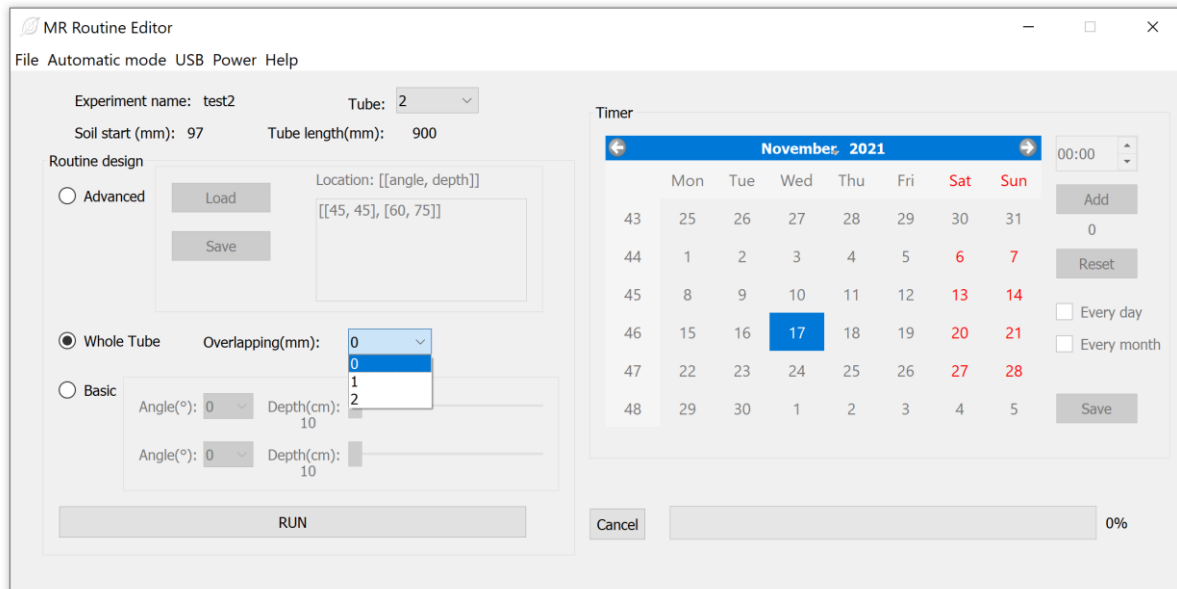 MR Routine Editor
File Automatic mode USB Power Help
Experiment name: test2 Tube: 2
Soil start (mm): 97 Tube length(mm): 900
Routine design
Advanced
Load
Save
Location: [[angle, depth]]
[[45, 45], [60, 75]]
Whole Tube Overlapping(mm): 0
0
1
2
Basic
Angle(°): 0 Depth(cm):
10
Angle(°): 0 Depth(cm):
10
RUN
Timer
November, 2021
Mon Tue Wed Thu Fri Sat Sun
43 25 26 27 28 29 30 31
44 1 2 3 4 5 6 7
45 8 9 10 11 12 13 14
46 15 16 17 18 19 20 21
47 22 23 24 25 26 27 28
48 29 30 1 2 3 4 5
00:00
Add
0
Reset
Every day
Every month
Save
Cancel 0%